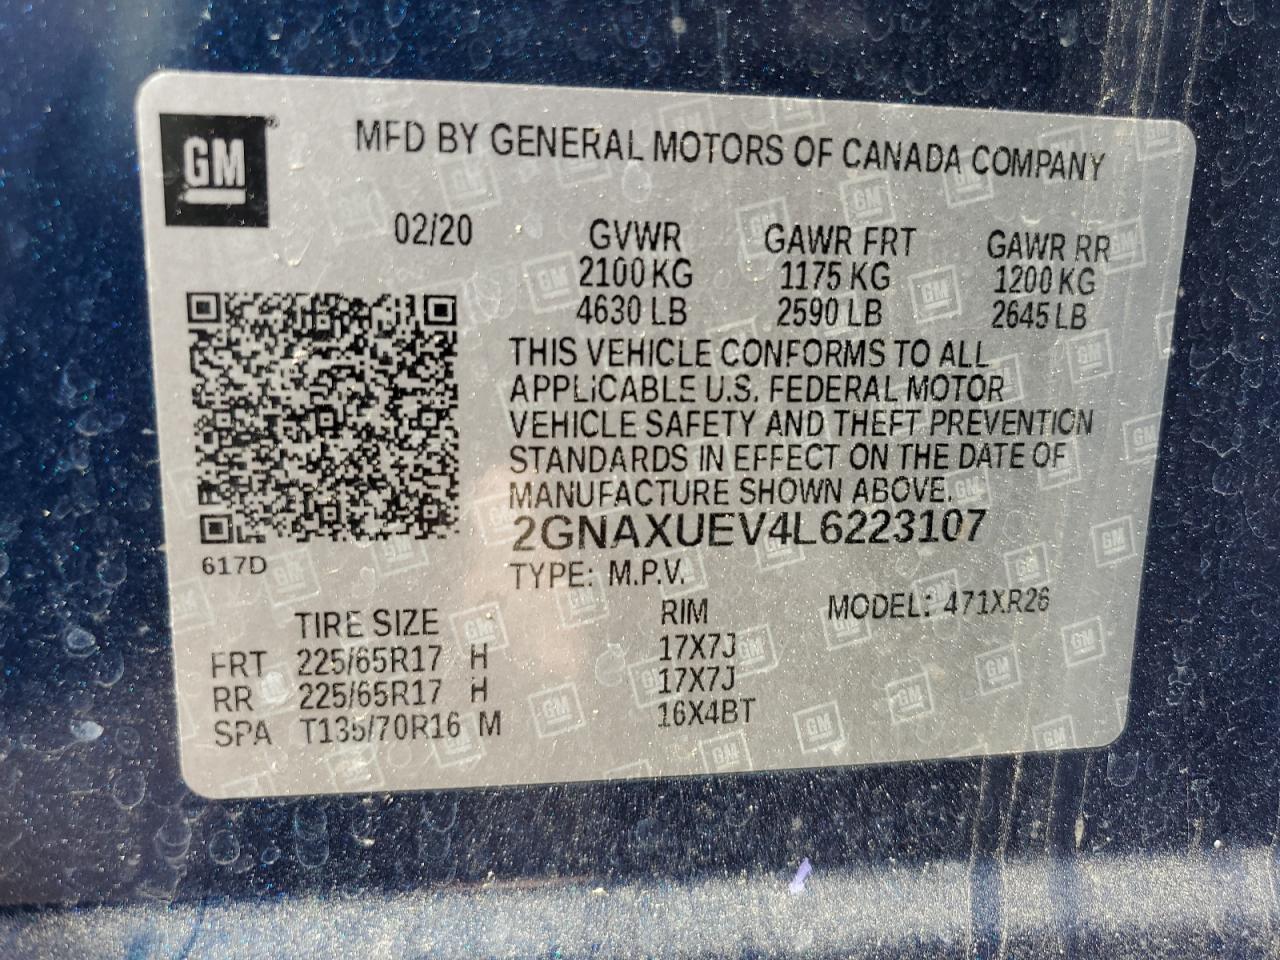 GM
MFD BY GENERAL MOTORS OF CANADA COMPANY
02/20
GVWR GAWR FRT GAWR RR
2100 KG 1175 KG 1200 KG
4630 LB 2590 LB 2645 LB
THIS VEHICLE CONFORMS TO ALL
APPLICABLE U.S. FEDERAL MOTOR
VEHICLE SAFETY AND THEFT PREVENTION
STANDARDS IN EFFECT ON THE DATE OF
MANUFACTURE SHOWN ABOVE.
2GNAXUEV4L6223107
617D
TYPE: M.P.V. MODEL: 471XR26
TIRE SIZE RIM
FRT 225/65R17 H 17X7J
RR 225/65R17 H 17X7J
SPA T135/70R16 M 16X4BT